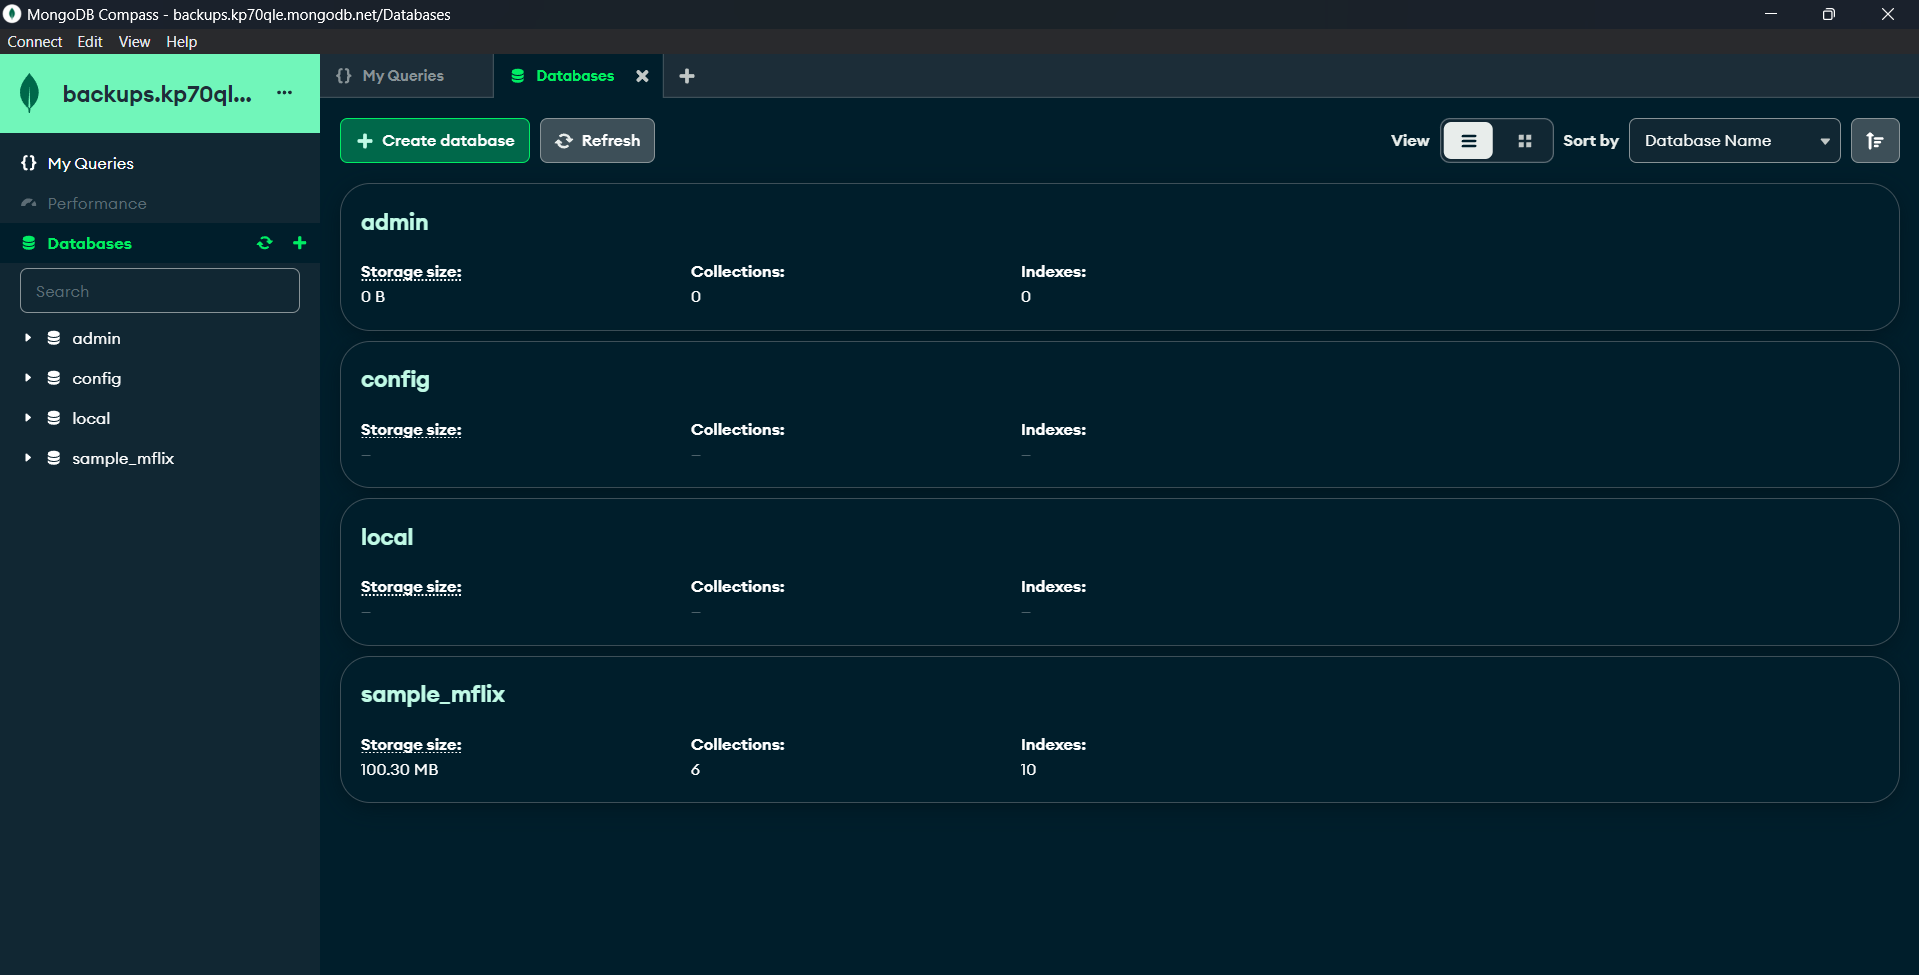 MongoDB Compass - backups.kp70qle.mongodb.net/Databases
Connect Edit View Help
backups.kp70ql... ...
{} My Queries
Databases
My Queries
Performance
Databases
Search
admin
config
local
sample_mflix
Create database
Refresh
View
Sort by
Database Name
admin
Storage size: Collections: Indexes:
0 B 0 0
config
Storage size: Collections: Indexes:
– – –
local
Storage size: Collections: Indexes:
– – –
sample_mflix
Storage size: Collections: Indexes:
100.30 MB 6 10